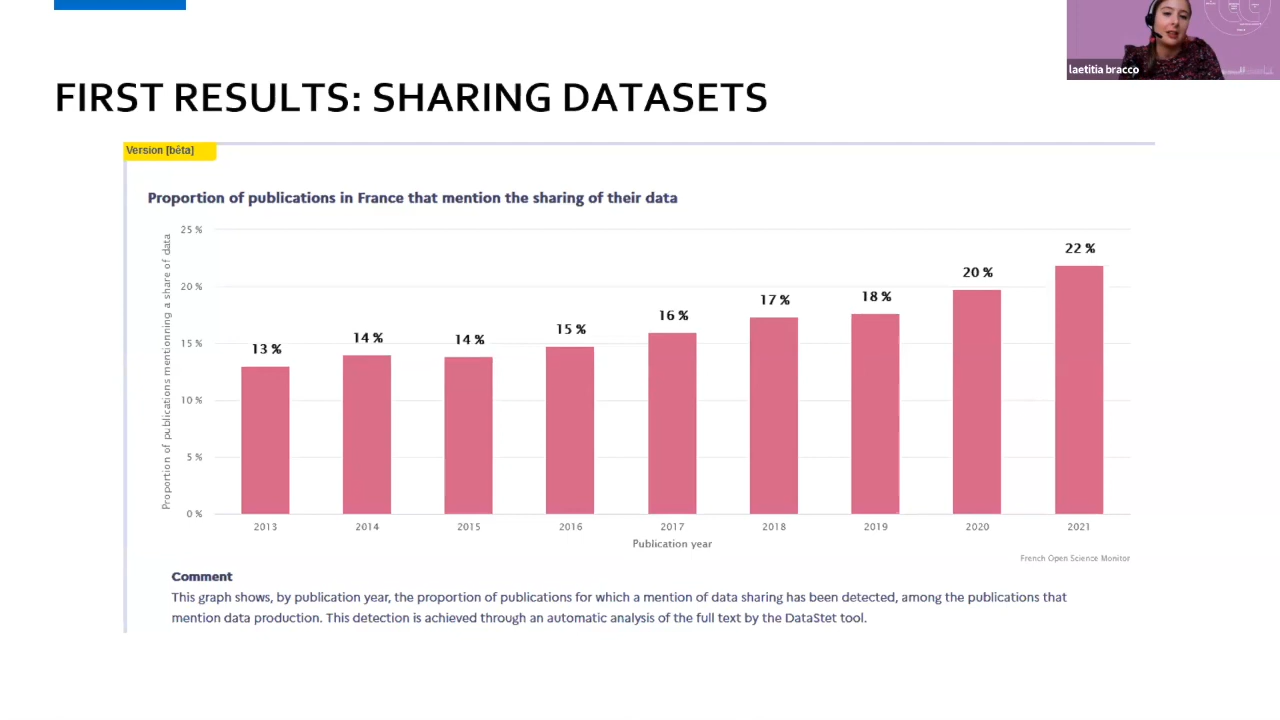 laetitia bracco
FIRST RESULTS: SHARING DATASETS
Version [bêta]
Proportion of publications in France that mention the sharing of their data
Proportion of publications mentionning a share of data
25 %
20 %
15 %
10 %
5 %
0 %
13 %
14 %
14 %
15 %
16 %
17 %
18 %
20 %
22 %
2013 2014 2015 2016 2017 2018 2019 2020 2021
Publication year
French Open Science Monitor
Comment
This graph shows, by publication year, the proportion of publications for which a mention of data sharing has been detected, among the publications that
mention data production. This detection is achieved through an automatic analysis of the full text by the DataStet tool.